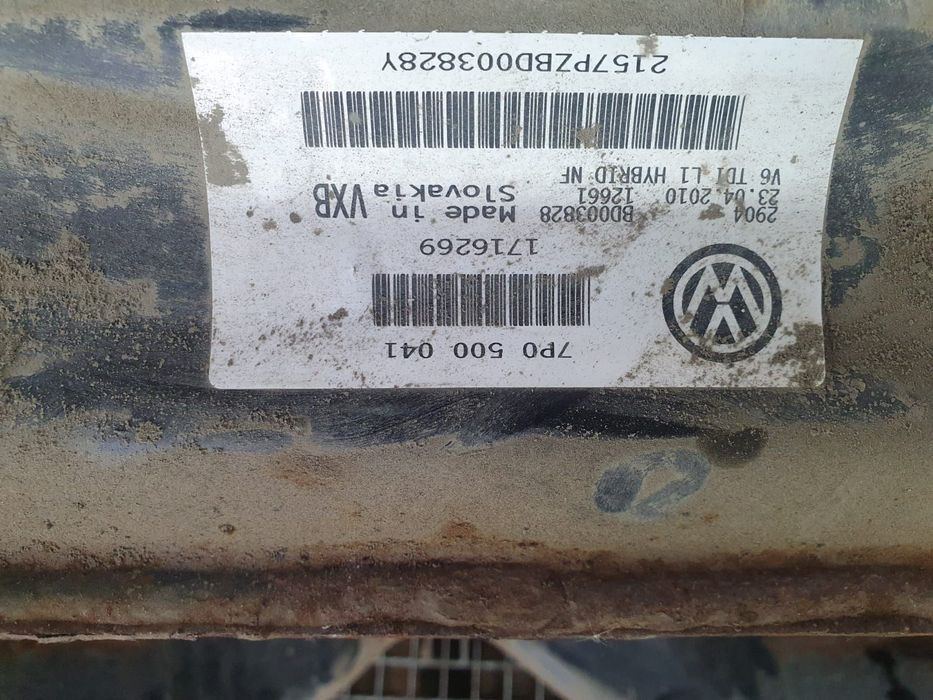 7P0 500 041
1716269
2904 BD003828 Made in
23.04.2010 12661 Slovakia VXB
V6 TDI LI HYBRID NF
2157PZBD003828Y